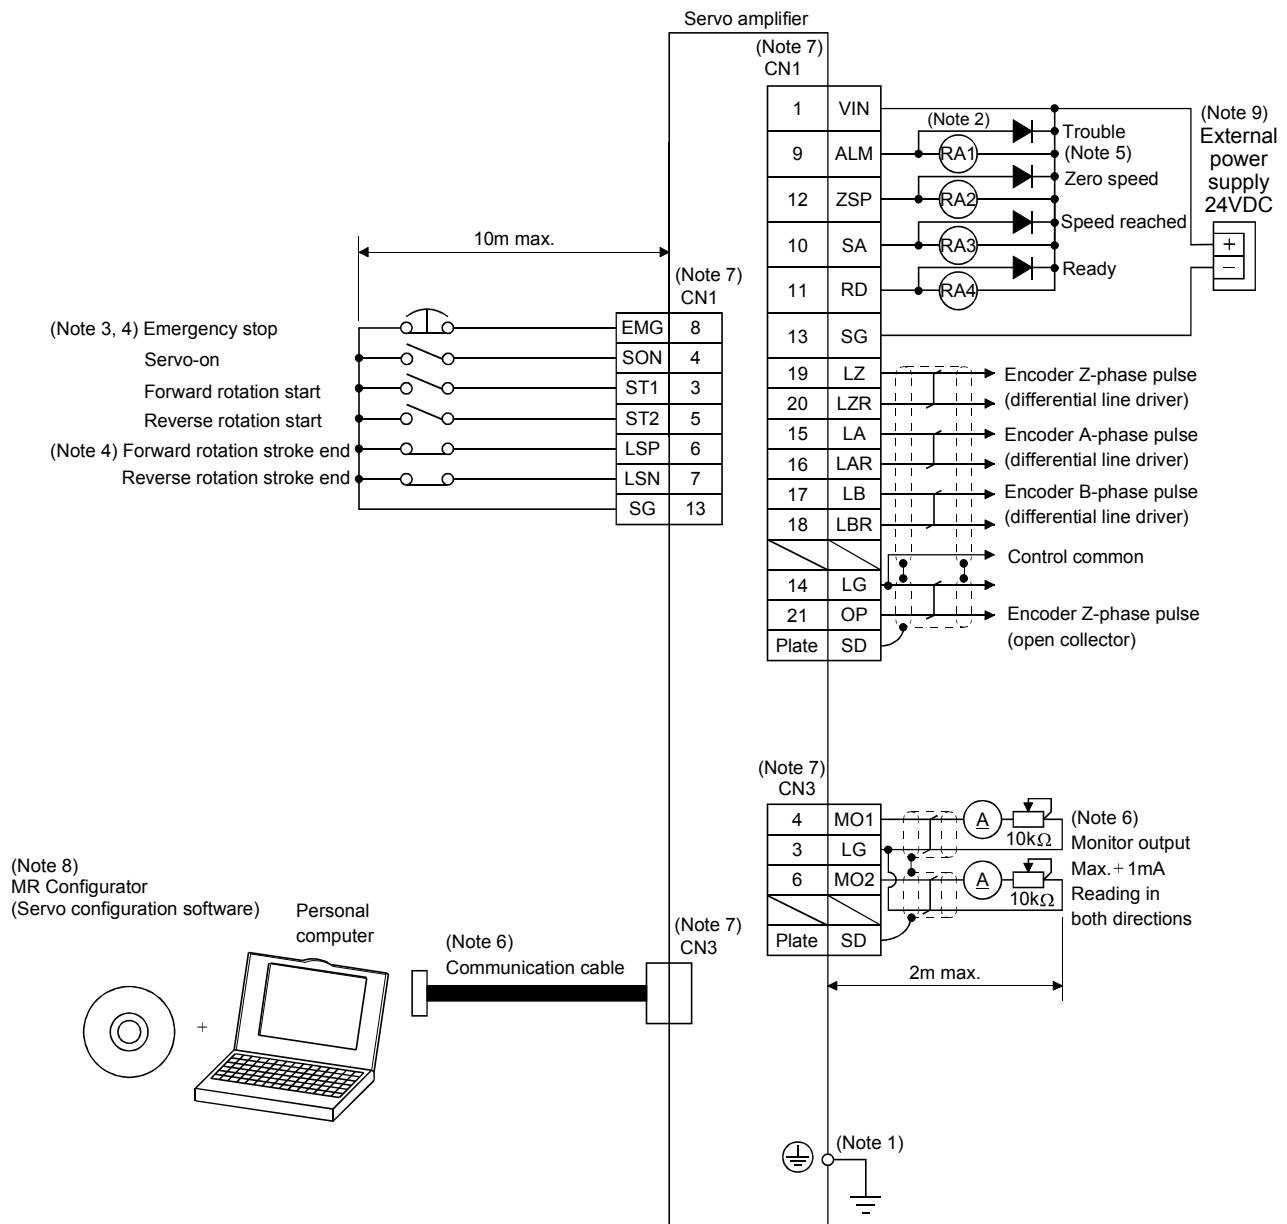 Servo amplifier
(Note 7)
CN1
1 VIN
9 ALM
12 ZSP
10 SA
11 RD
13 SG
19 LZ
20 LZR
15 LA
16 LAR
17 LB
18 LBR
14 LG
21 OP
Plate SD
(Note 2)
RA1
RA2
RA3
RA4
Trouble
(Note 5)
Zero speed
Speed reached
Ready
(Note 9)
External
power
supply
24VDC
+
−
Encoder Z-phase pulse
(differential line driver)
Encoder A-phase pulse
(differential line driver)
Encoder B-phase pulse
(differential line driver)
Control common
Encoder Z-phase pulse
(open collector)
10m max.
(Note 7)
CN1
(Note 3, 4) Emergency stop
Servo-on
Forward rotation start
Reverse rotation start
(Note 4) Forward rotation stroke end
Reverse rotation stroke end
EMG 8
SON 4
ST1 3
ST2 5
LSP 6
LSN 7
SG 13
(Note 7)
CN3
4 MO1
3 LG
6 MO2
Plate SD
A
10kΩ
A
10kΩ
(Note 6)
Monitor output
Max. + 1mA
Reading in
both directions
2m max.
(Note 8)
MR Configurator
(Servo configuration software)
+
Personal
computer
(Note 6)
Communication cable
(Note 7)
CN3
(Note 1)